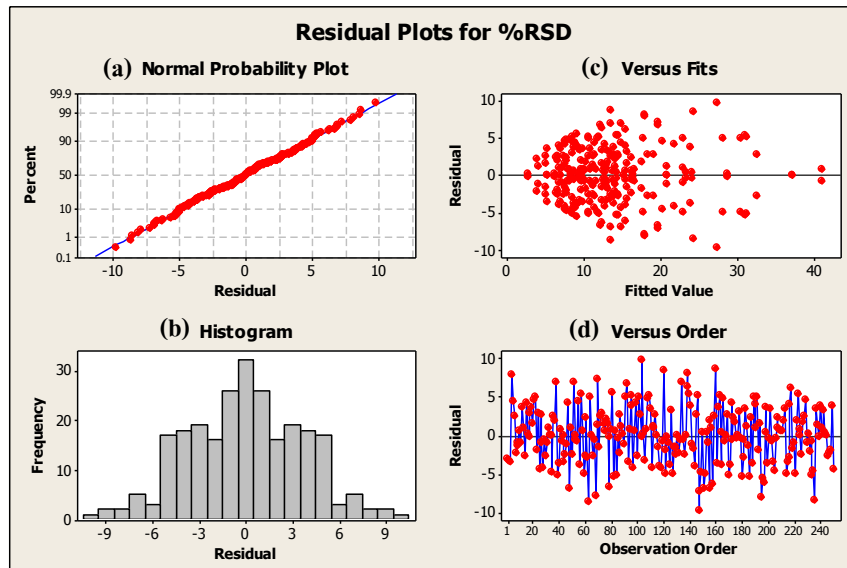 Residual Plots for %RSD
(a) Normal Probability Plot
99.9
99
90
50
10
1
0.1
Percent
-10 -5 0 5 10
Residual
(c) Versus Fits
10
5
0
-5
-10
Residual
0 10 20 30 40
Fitted Value
(b) Histogram
30
20
10
0
Frequency
-9 -6 -3 0 3 6 9
Residual
(d) Versus Order
10
5
0
-5
-10
Residual
1 20 40 60 80 100 120 140 160 180 200 220 240
Observation Order